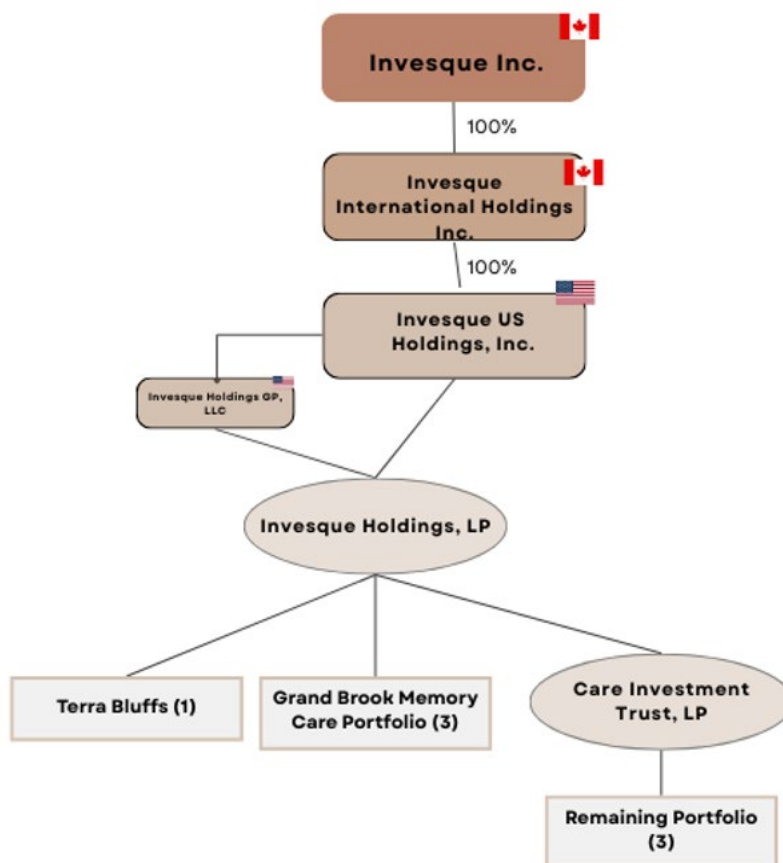 Invesque Inc.
100%
Invesque
International Holdings
Inc.
100%
Invesque US
Holdings, Inc.
Invesque Holdings GP,
LLC
Invesque Holdings, LP
Terra Bluffs (1)
Grand Brook Memory
Care Portfolio (3)
Care Investment
Trust, LP
Remaining Portfolio
(3)